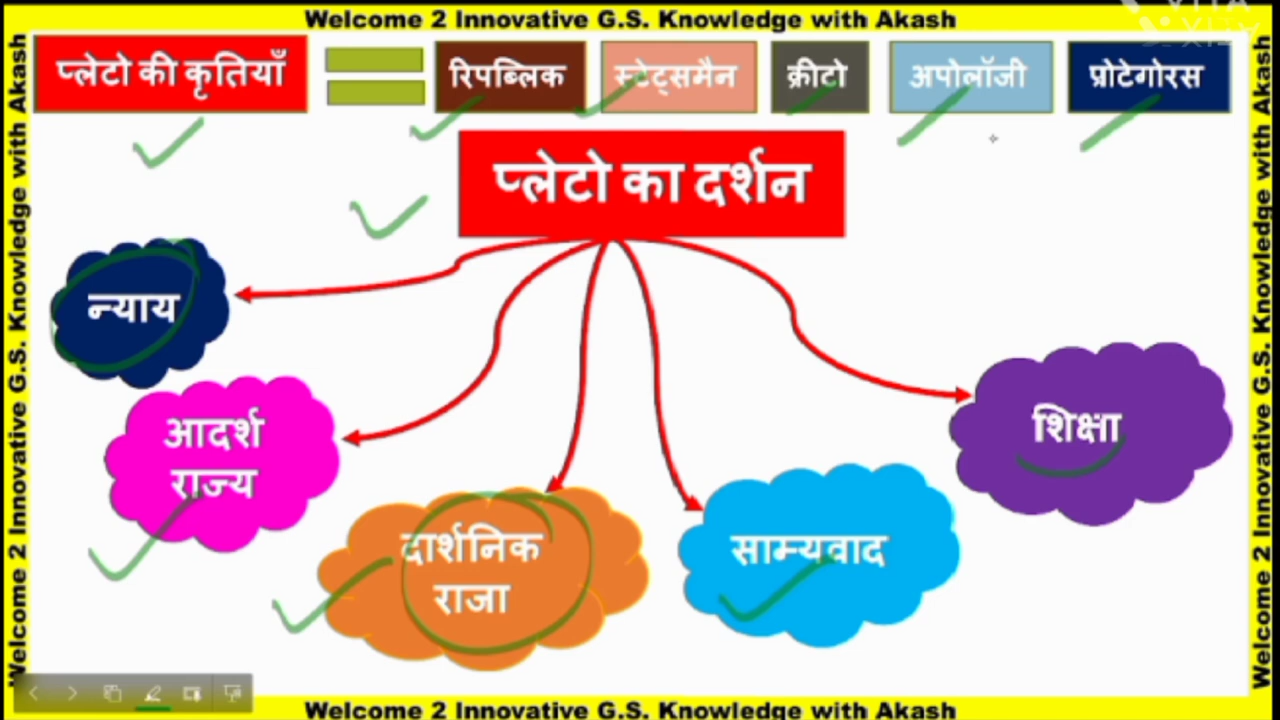 Welcome 2 Innovative G.S. Knowledge with Akash
प्लेटो की कृतियाँ
रिपब्लिक
स्टेट्समैन
क्रीटो
अपोलॉजी
प्रोटेगोरस
प्लेटो का दर्शन
न्याय
आदर्श
राज्य
दार्शनिक
राजा
साम्यवाद
शिक्षा
Welcome 2 Innovative G.S. Knowledge with Akash
Welcome 2 Innovative G.S. Knowledge with Akash
Welcome 2 Innovative G.S. Knowledge with Akash